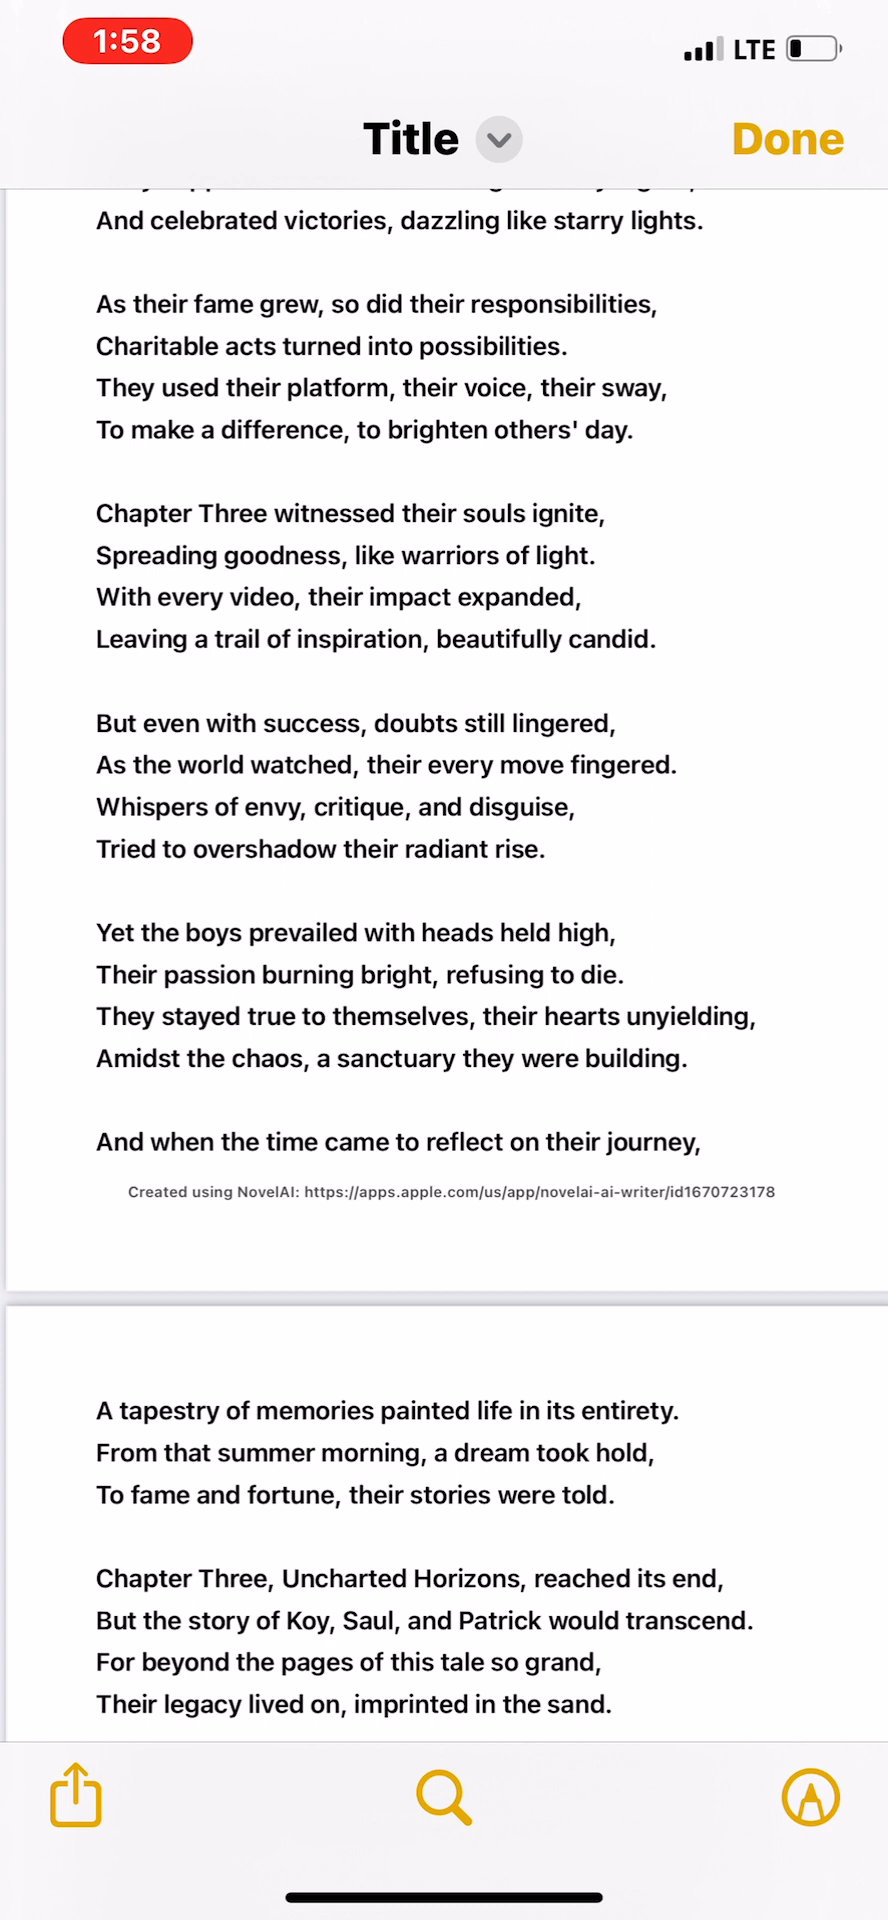 1:58
LTE
Title
Done
And celebrated victories, dazzling like starry lights.
As their fame grew, so did their responsibilities,
Charitable acts turned into possibilities.
They used their platform, their voice, their sway,
To make a difference, to brighten others' day.
Chapter Three witnessed their souls ignite,
Spreading goodness, like warriors of light.
With every video, their impact expanded,
Leaving a trail of inspiration, beautifully candid.
But even with success, doubts still lingered,
As the world watched, their every move fingered.
Whispers of envy, critique, and disguise,
Tried to overshadow their radiant rise.
Yet the boys prevailed with heads held high,
Their passion burning bright, refusing to die.
They stayed true to themselves, their hearts unyielding,
Amidst the chaos, a sanctuary they were building.
And when the time came to reflect on their journey,
Created using NovelAI: https://apps.apple.com/us/app/novelai-ai-writer/id1670723178
A tapestry of memories painted life in its entirety.
From that summer morning, a dream took hold,
To fame and fortune, their stories were told.
Chapter Three, Uncharted Horizons, reached its end,
But the story of Koy, Saul, and Patrick would transcend.
For beyond the pages of this tale so grand,
Their legacy lived on, imprinted in the sand.